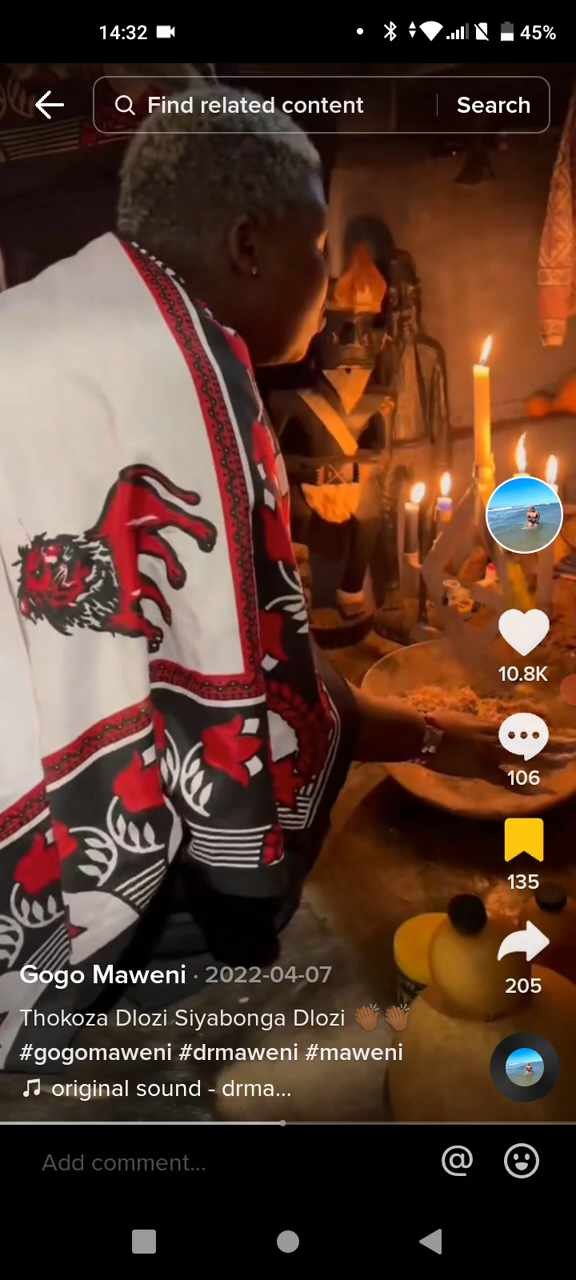 14:32
45%
Find related content Search
10.8K
106
135
205
Gogo Maweni · 2022-04-07
Thokoza Dlozi Siyabonga Dlozi 👏🏾👏🏾
#gogomaweni #drmaweni #maweni
original sound - drma...
Add comment...